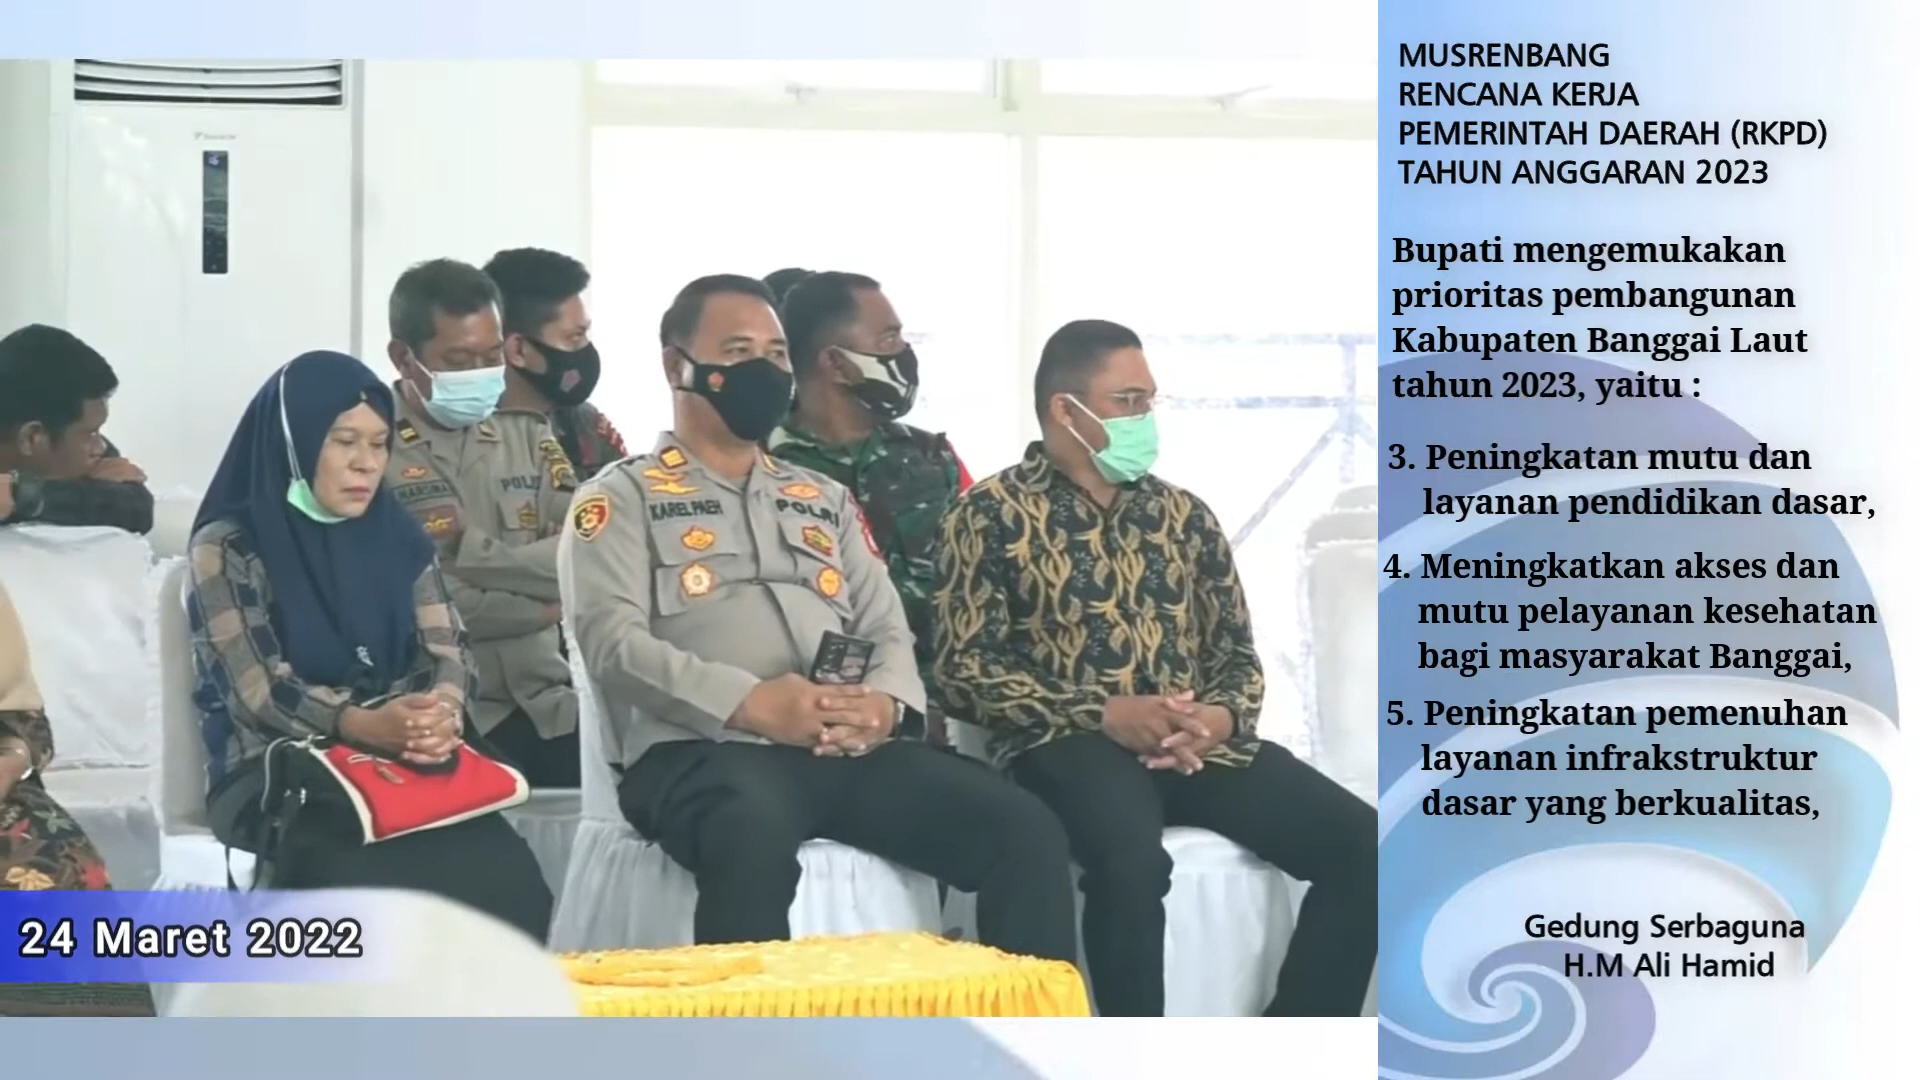 MUSRENBANG
RENCANA KERJA
PEMERINTAH DAERAH (RKPD)
TAHUN ANGGARAN 2023
Bupati mengemukakan
prioritas pembangunan
Kabupaten Banggai Laut
tahun 2023, yaitu :
3. Peningkatan mutu dan
layanan pendidikan dasar,
4. Meningkatkan akses dan
mutu pelayanan kesehatan
bagi masyarakat Banggai,
5. Peningkatan pemenuhan
layanan infrakstruktur
dasar yang berkualitas,
Gedung Serbaguna
H.M Ali Hamid
24 Maret 2022
KAREL PAEH
POLRI